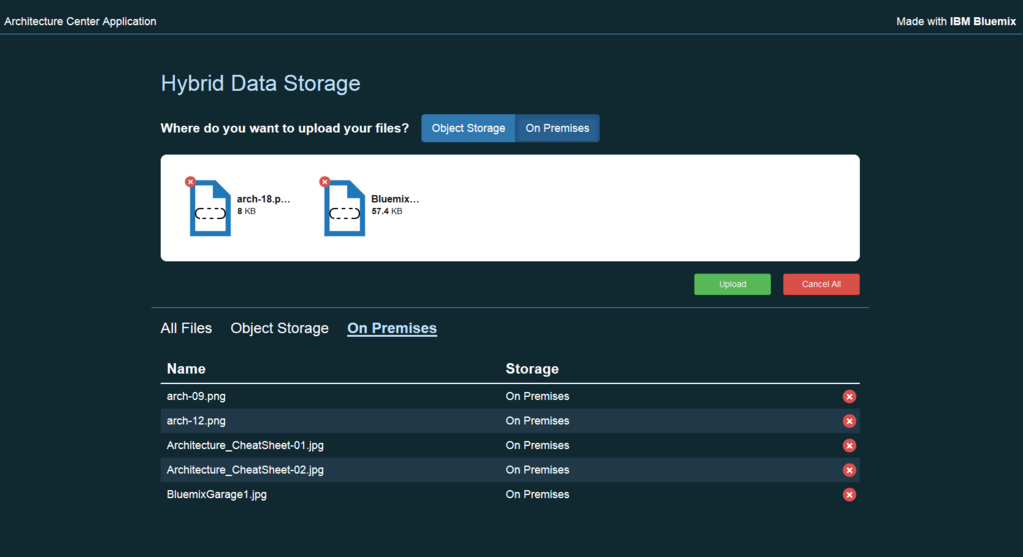 Architecture Center Application Made with IBM Bluemix
Hybrid Data Storage
Where do you want to upload your files? Object Storage On Premises
arch-18.p... Bluemix...
8 KB 57.4 KB
Upload Cancel All
All Files Object Storage On Premises
Name Storage
arch-09.png On Premises
arch-12.png On Premises
Architecture_CheatSheet-01.jpg On Premises
Architecture_CheatSheet-02.jpg On Premises
BluemixGarage1.jpg On Premises